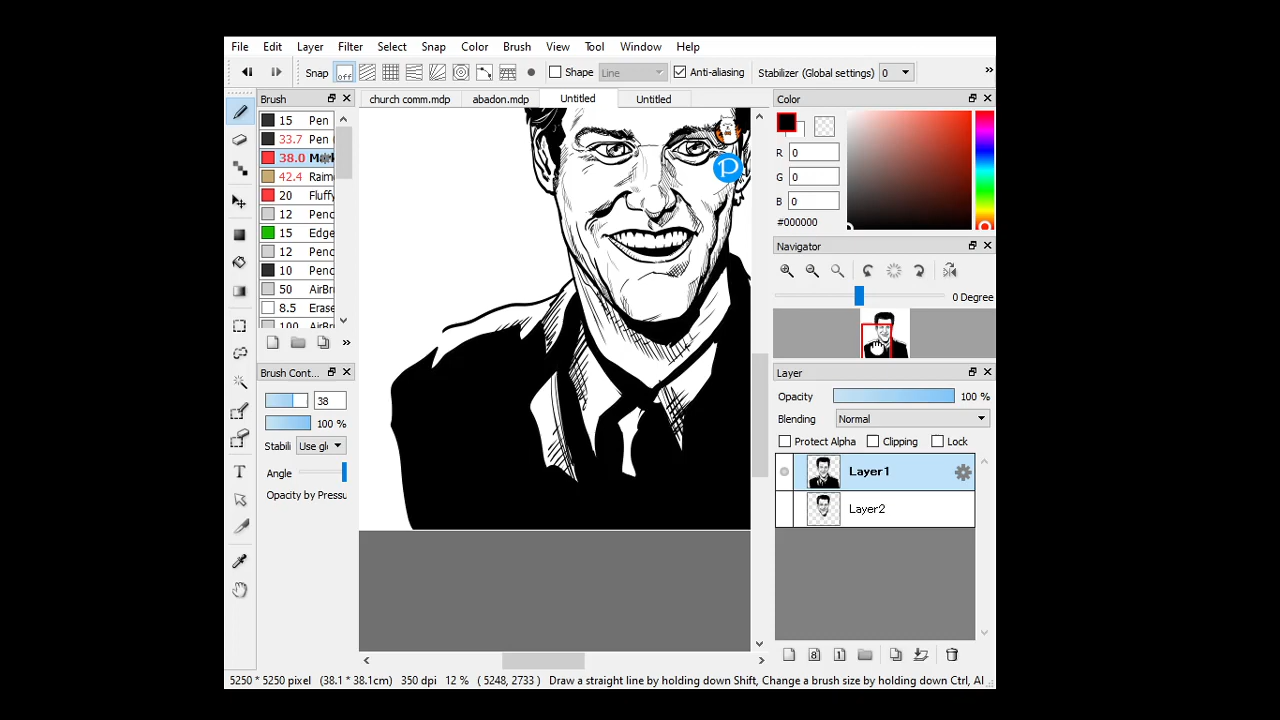 File Edit Layer Filter Select Snap Color Brush View Tool Window Help
Snap off Shape Line Anti-aliasing Stabilizer (Global settings) 0 »
Brush
church comm.mdp abadon.mdp Untitled Untitled
Color
15 Pen
33.7 Pen (
38.0
42.4 Raim
20 Fluffy
12 Penc
15 Edge
12 Penc
10 Penc
50 AirBr
8.5 Erase
100 AirBr
»
R 0
G 0
B 0
#000000
Navigator
0 Degree
Brush Cont...
38
100 %
Stabili Use gl
Angle
Opacity by Pressu
Layer
Opacity 100 %
Blending Normal
Protect Alpha Clipping Lock
Layer1
Layer2
8 1
5250 * 5250 pixel (38.1 * 38.1cm) 350 dpi 12 % ( 5248, 2733 ) Draw a straight line by holding down Shift, Change a brush size by holding down Ctrl, Al